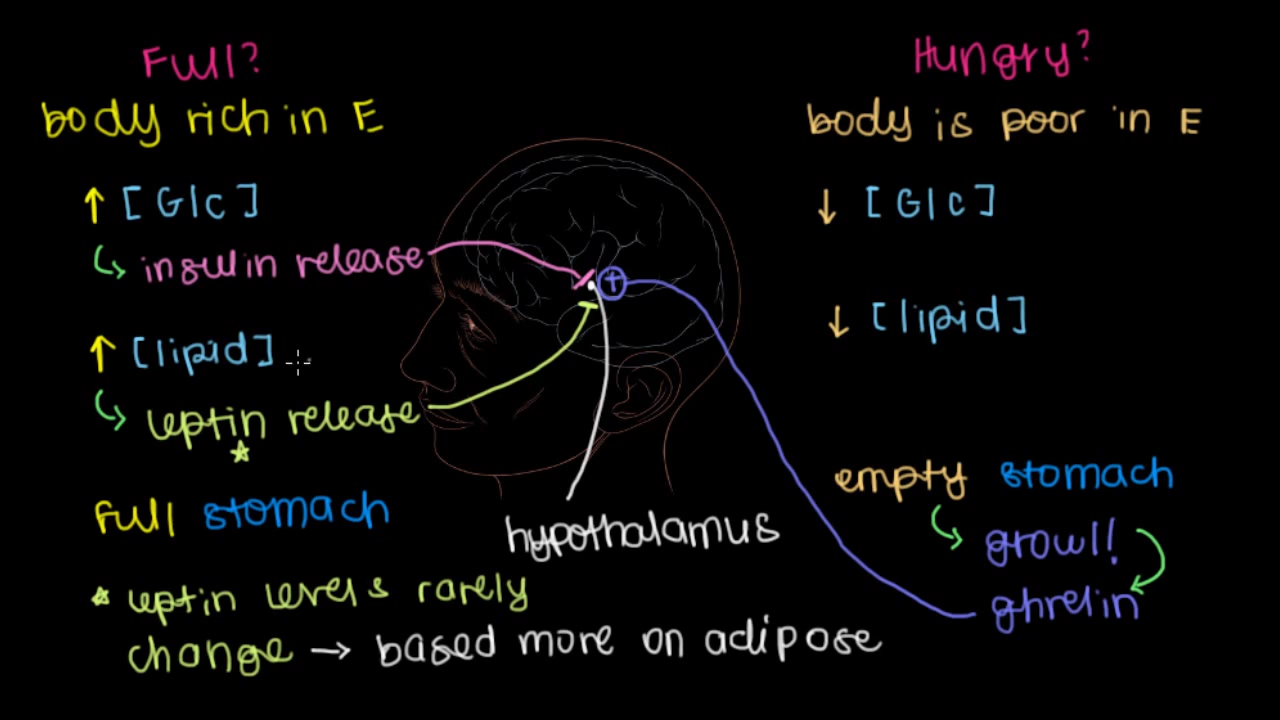 Full?
body rich in E
↑ [Glc]
↳ insulin release
↑ [lipid]
↳ leptin release
*
full stomach
* leptin levels rarely
change → based more on adipose
hypothalamus
Hungry?
body is poor in E
↓ [Glc]
+
↓ [lipid]
empty stomach
↳ growl!
ghrelin